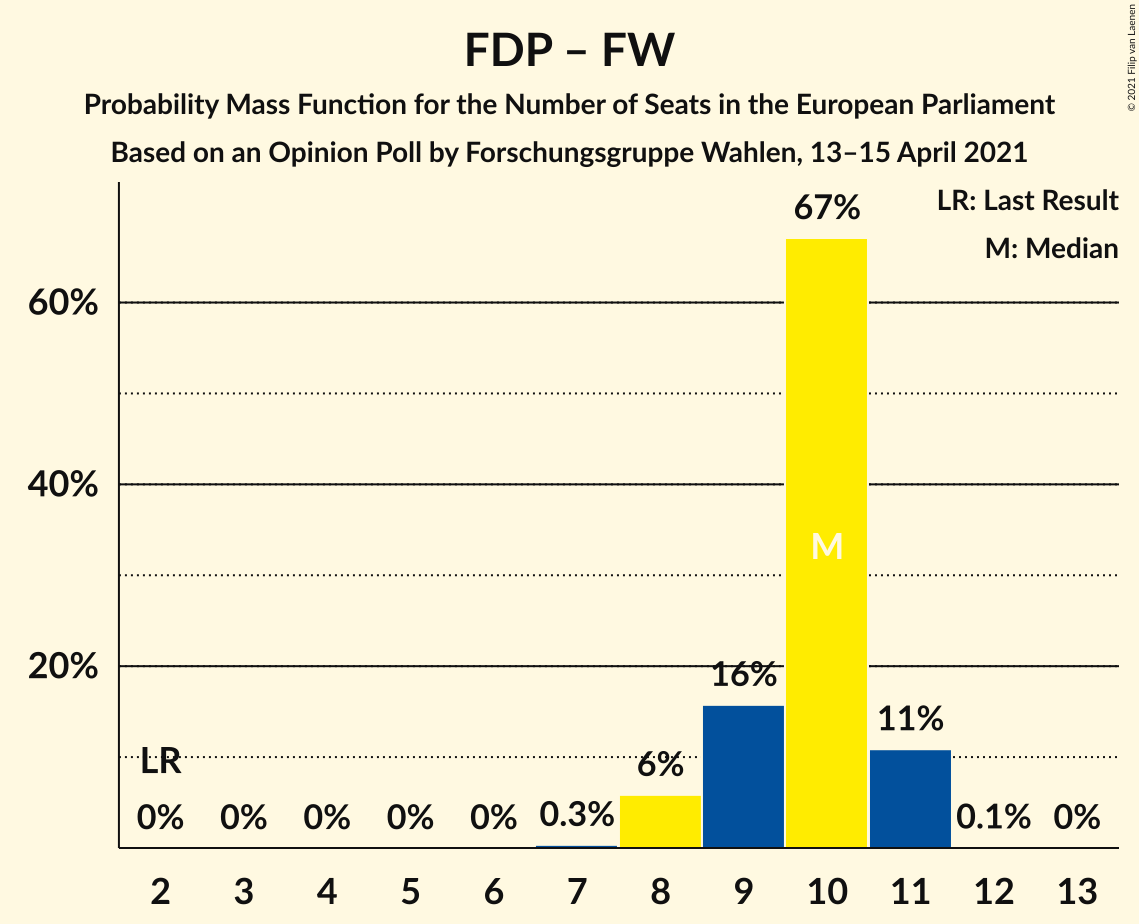 FDP – FW
Probability Mass Function for the Number of Seats in the European Parliament
Based on an Opinion Poll by Forschungsgruppe Wahlen, 13–15 April 2021
© 2021 Filip van Laenen
LR: Last Result
M: Median
67%
60%
40%
M
20%
16%
11%
LR
6%
0% 0% 0% 0% 0% 0.3% 0.1% 0%
2 3 4 5 6 7 8 9 10 11 12 13